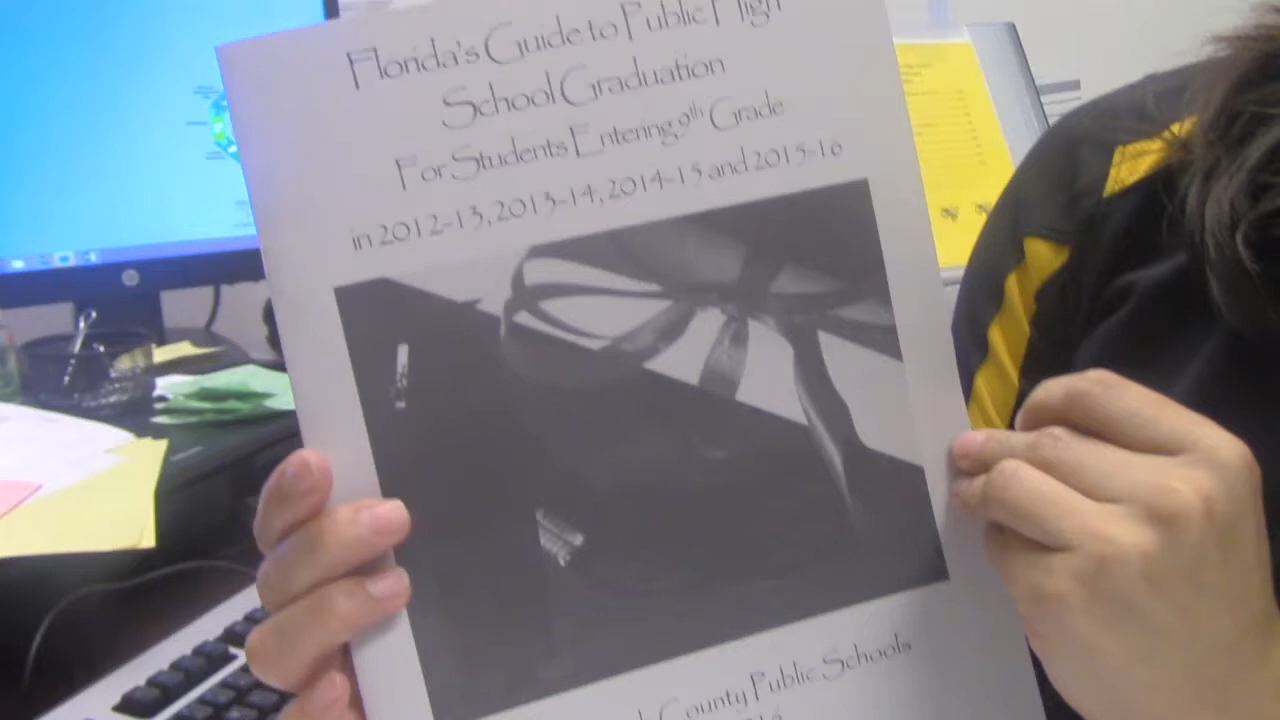 Florida's Guide to Public High
School Graduation
For Students Entering 9th Grade
in 2012-13, 2013-14, 2014-15 and 2015-16
County Public Schools
hp